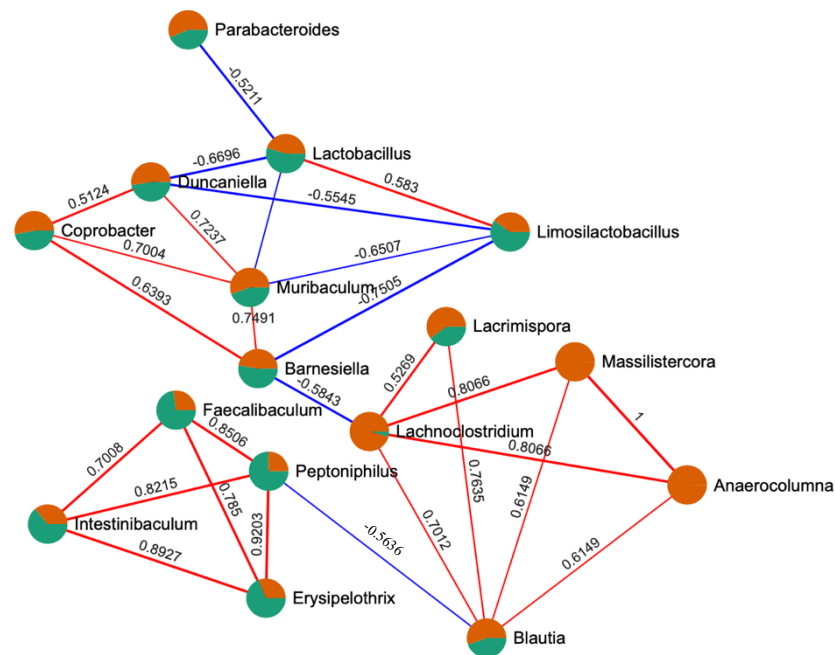 Parabacteroides
-0.5211
Lactobacillus
-0.6696
Duncaniella
0.583
0.5124
-0.5545
Coprobacter
0.7237
Limosilactobacillus
0.7004
-0.6507
Muribaculum
0.6393
-0.7505
0.7491
Lacrimispora
Barnesiella
Massilistercora
0.5269
-0.5843
0.8066
Faecalibaculum
1
Lachnoclostridium
0.8506
0.7008
0.8066
Peptoniphilus
0.7635
Anaerocolumna
0.8215
0.785
0.6149
Intestinibaculum
0.9203
-0.5636
0.7012
0.6149
0.8927
Erysipelothrix
Blautia